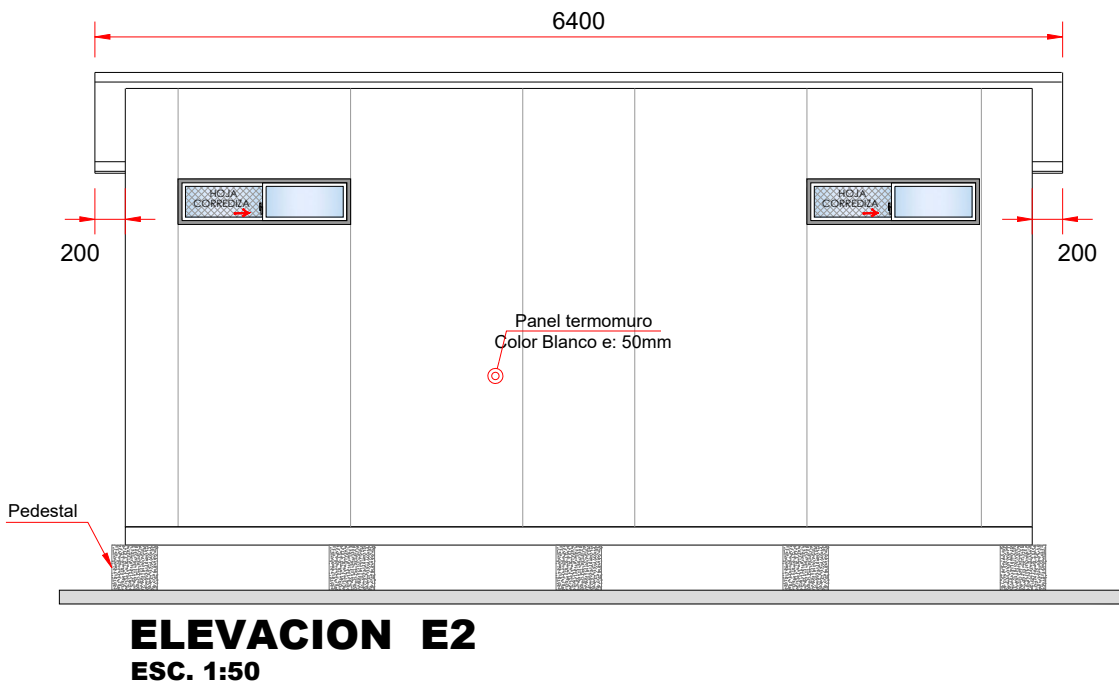 6400
HOJA
CORREDIZA
HOJA
CORREDIZA
200
200
Panel termomuro
Color Blanco e: 50mm
Pedestal
ELEVACION E2
ESC. 1:50